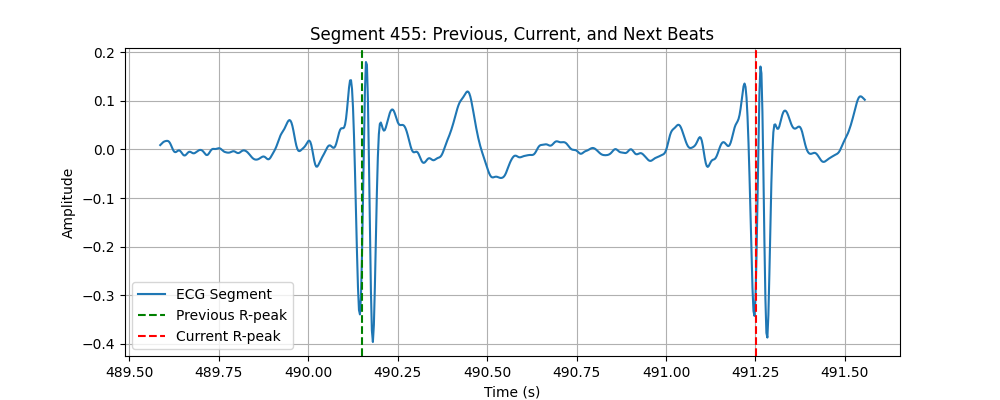 Segment 455: Previous, Current, and Next Beats
Amplitude
0.2
0.1
0.0
−0.1
−0.2
−0.3
−0.4
ECG Segment
Previous R-peak
Current R-peak
489.50 489.75 490.00 490.25 490.50 490.75 491.00 491.25 491.50
Time (s)